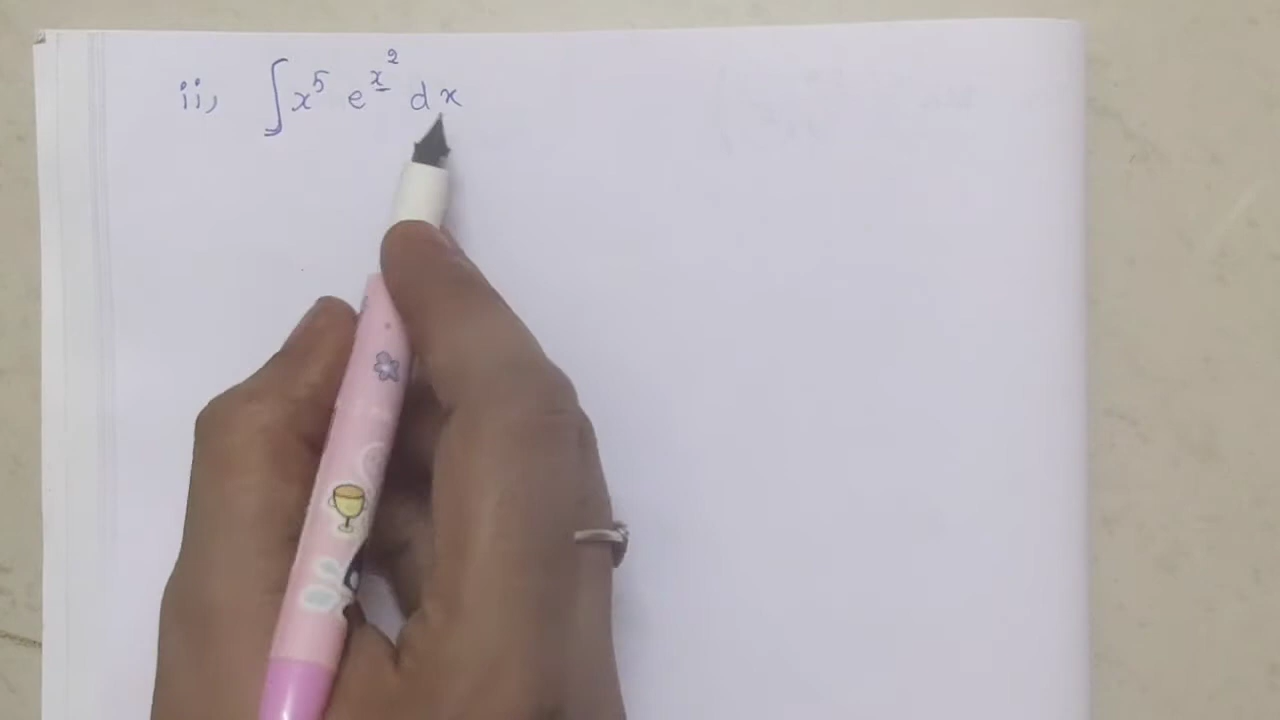 ii, ∫ x⁵ e^{x²} dx